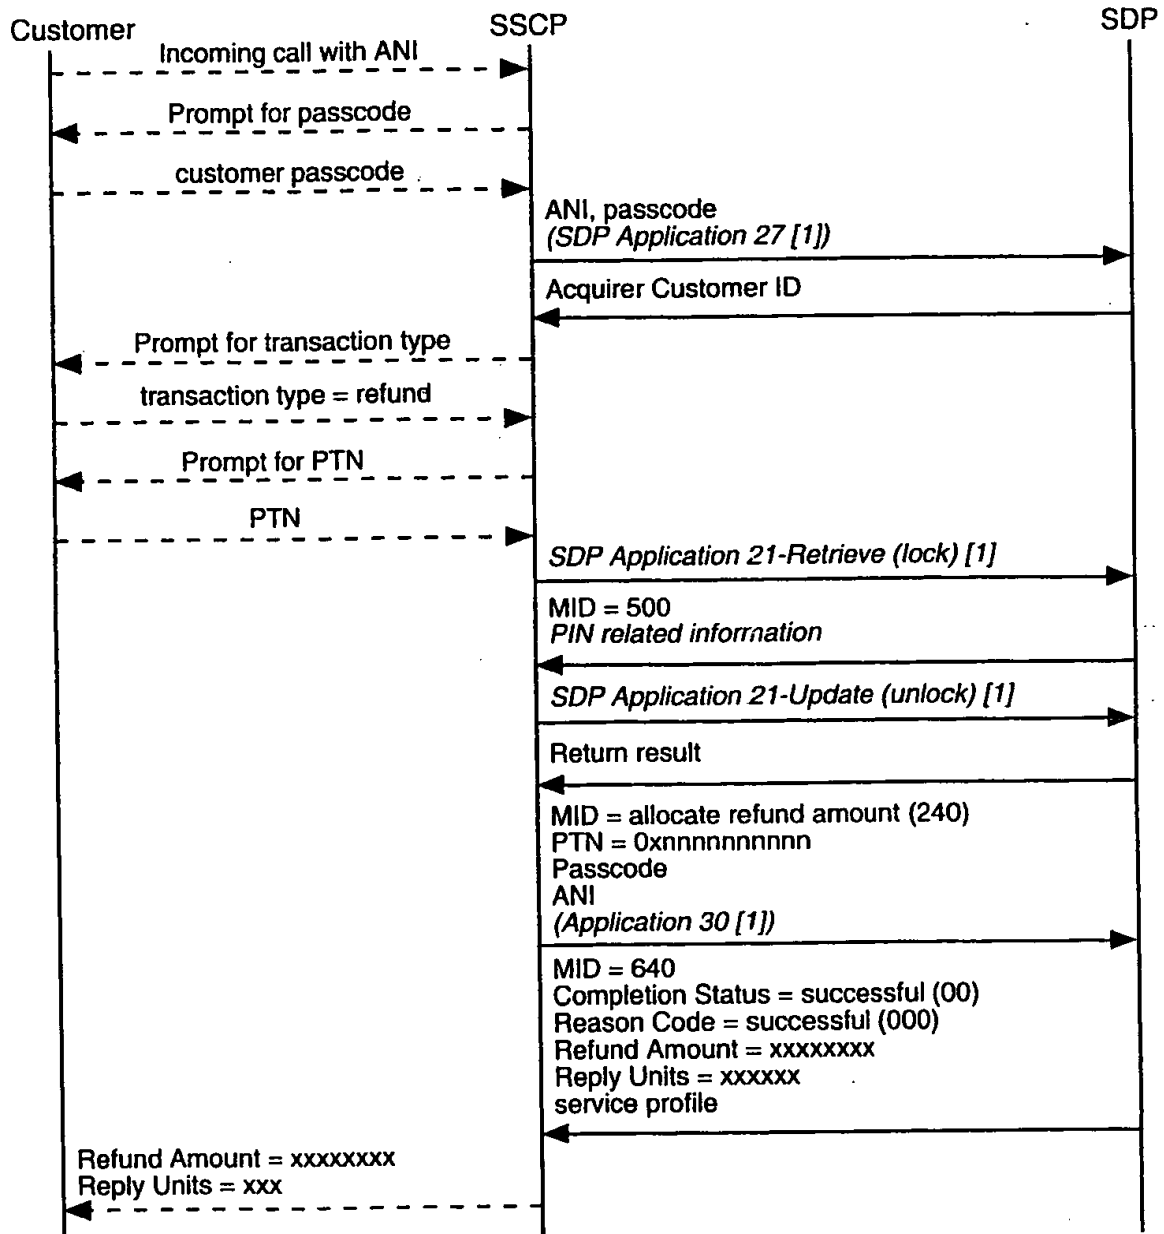 Customer
SSCP
SDP
Incoming call with ANI
Prompt for passcode
customer passcode
ANI, passcode
(SDP Application 27 [1])
Acquirer Customer ID
Prompt for transaction type
transaction type = refund
Prompt for PTN
PTN
SDP Application 21-Retrieve (lock) [1]
MID = 500
PIN related information
SDP Application 21-Update (unlock) [1]
Return result
MID = allocate refund amount (240)
PTN = 0xnnnnnnnnnnn
Passcode
ANI
(Application 30 [1])
MID = 640
Completion Status = successful (00)
Reason Code = successful (000)
Refund Amount = xxxxxxxx
Reply Units = xxxxxx
service profile
Refund Amount = xxxxxxxx
Reply Units = xxx